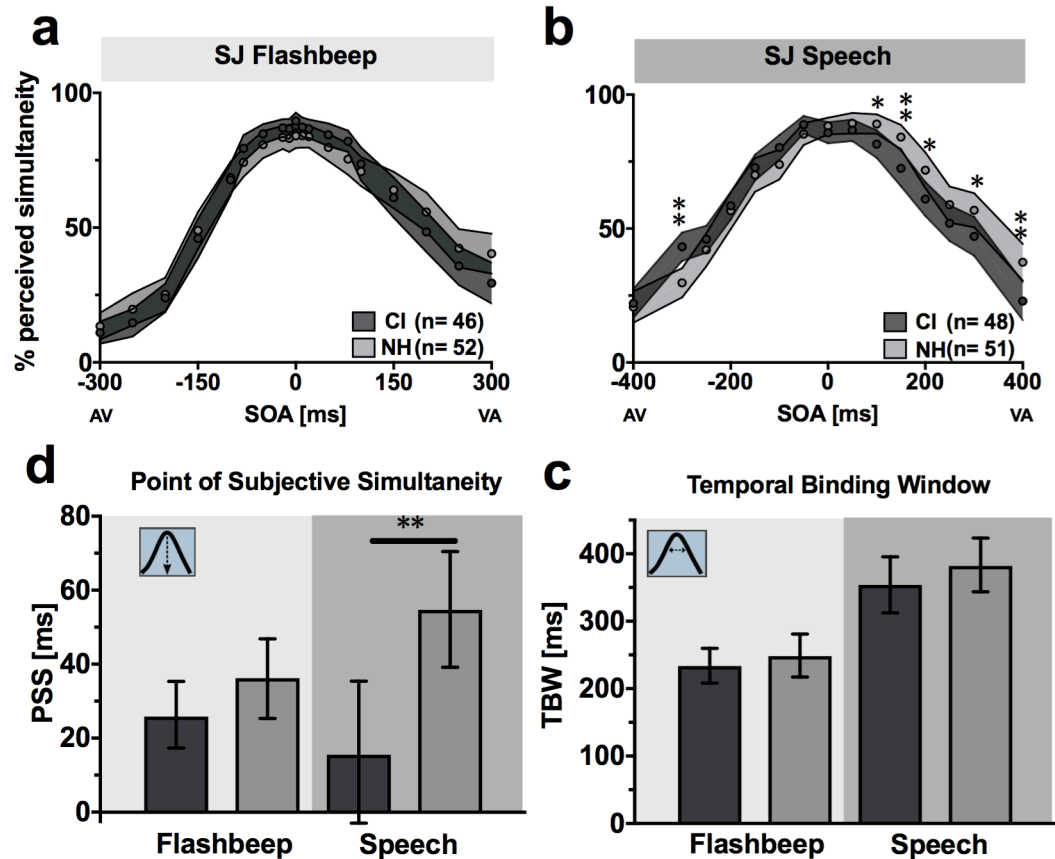 a
SJ Flashbeep
% perceived simultaneity
100
50
0
CI (n= 46)
NH (n= 52)
-300 -150 0 150 300
AV SOA [ms] VA
b
SJ Speech
100
50
0
* ** * * ** **
CI (n= 48)
NH (n= 51)
-400 -200 0 200 400
AV SOA [ms] VA
d
Point of Subjective Simultaneity
PSS [ms]
80
60
40
20
0
**
Flashbeep Speech
c
Temporal Binding Window
TBW [ms]
400
300
200
100
0
Flashbeep Speech